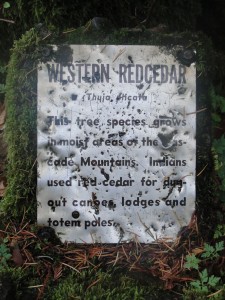 WESTERN REDCEDAR
(Thuja plicata
This tree species grows
in moist areas of the Cas-
cade Mountains. Indians
used red cedar for dug-
out canoes, lodges and
totem poles.